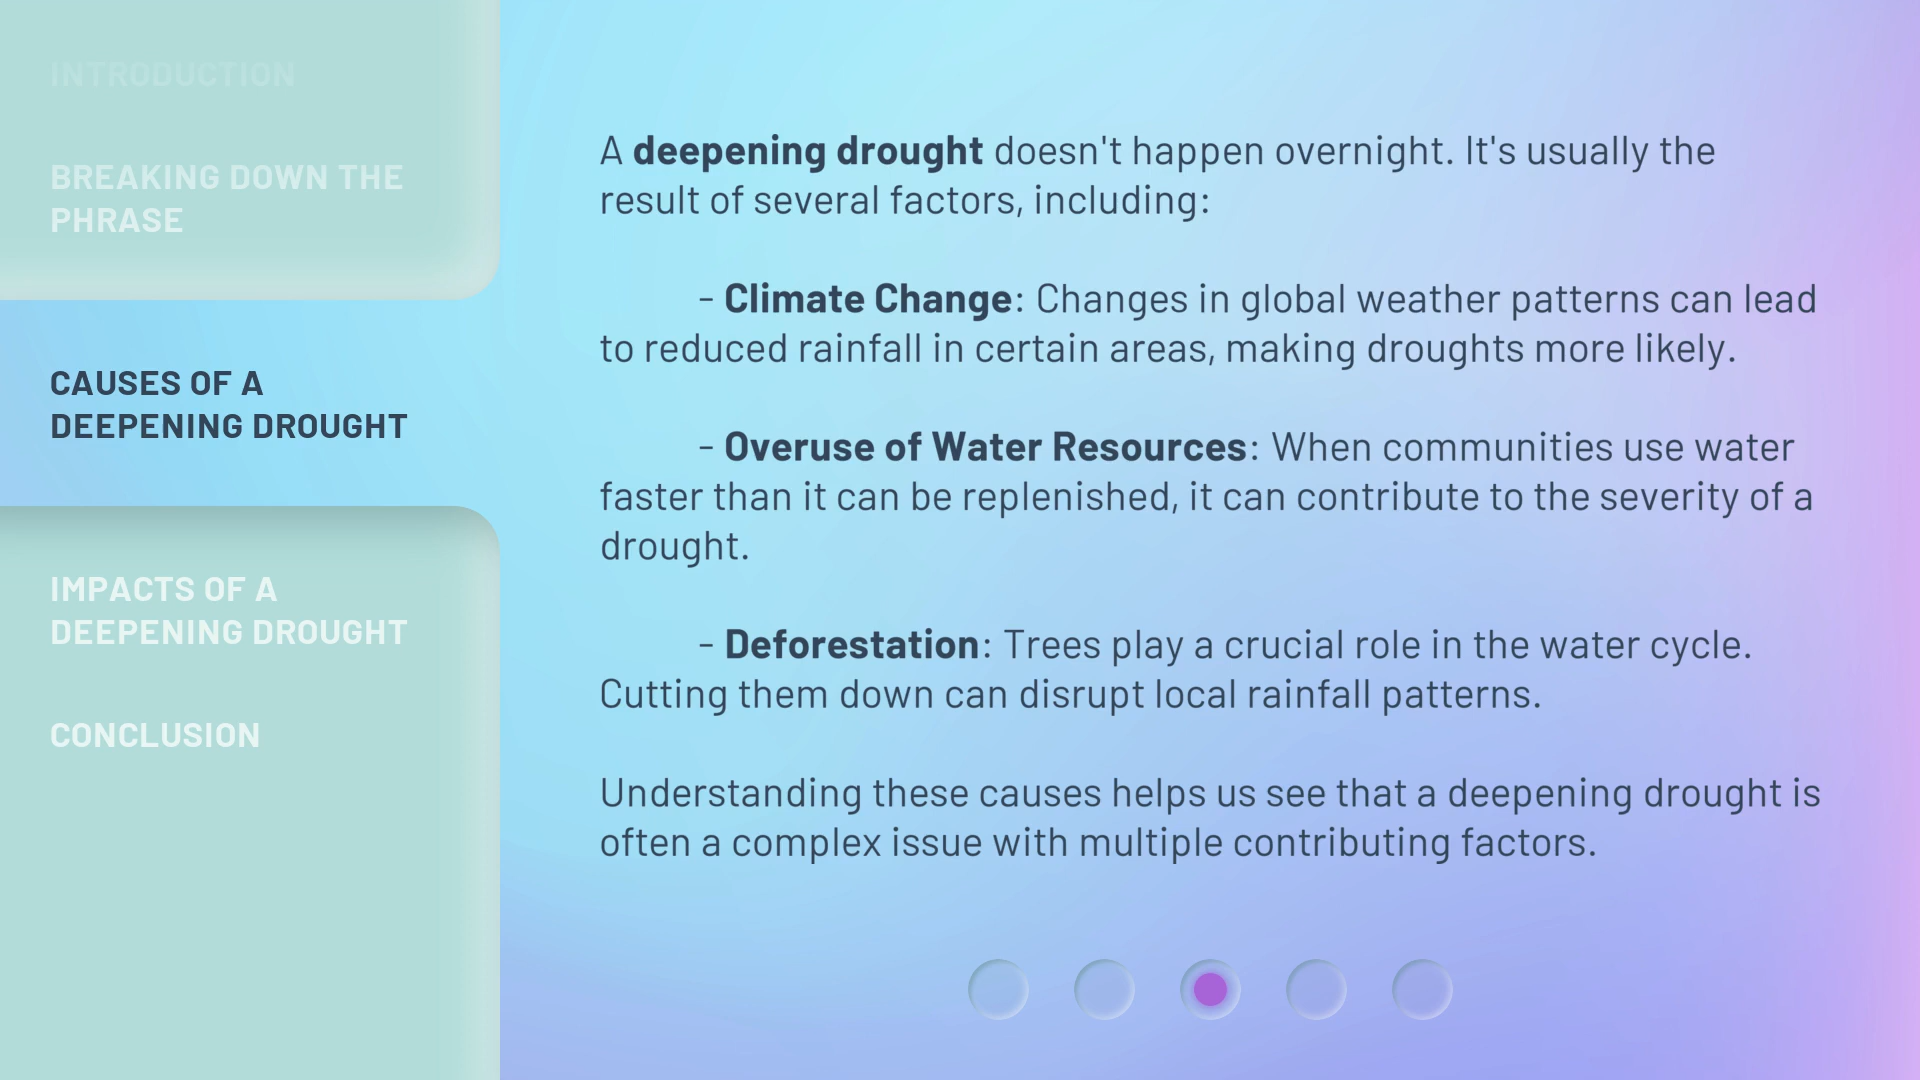 INTRODUCTION
BREAKING DOWN THE
PHRASE
CAUSES OF A
DEEPENING DROUGHT
IMPACTS OF A
DEEPENING DROUGHT
CONCLUSION
A deepening drought doesn't happen overnight. It's usually the
result of several factors, including:
- Climate Change: Changes in global weather patterns can lead
to reduced rainfall in certain areas, making droughts more likely.
- Overuse of Water Resources: When communities use water
faster than it can be replenished, it can contribute to the severity of a
drought.
- Deforestation: Trees play a crucial role in the water cycle.
Cutting them down can disrupt local rainfall patterns.
Understanding these causes helps us see that a deepening drought is
often a complex issue with multiple contributing factors.